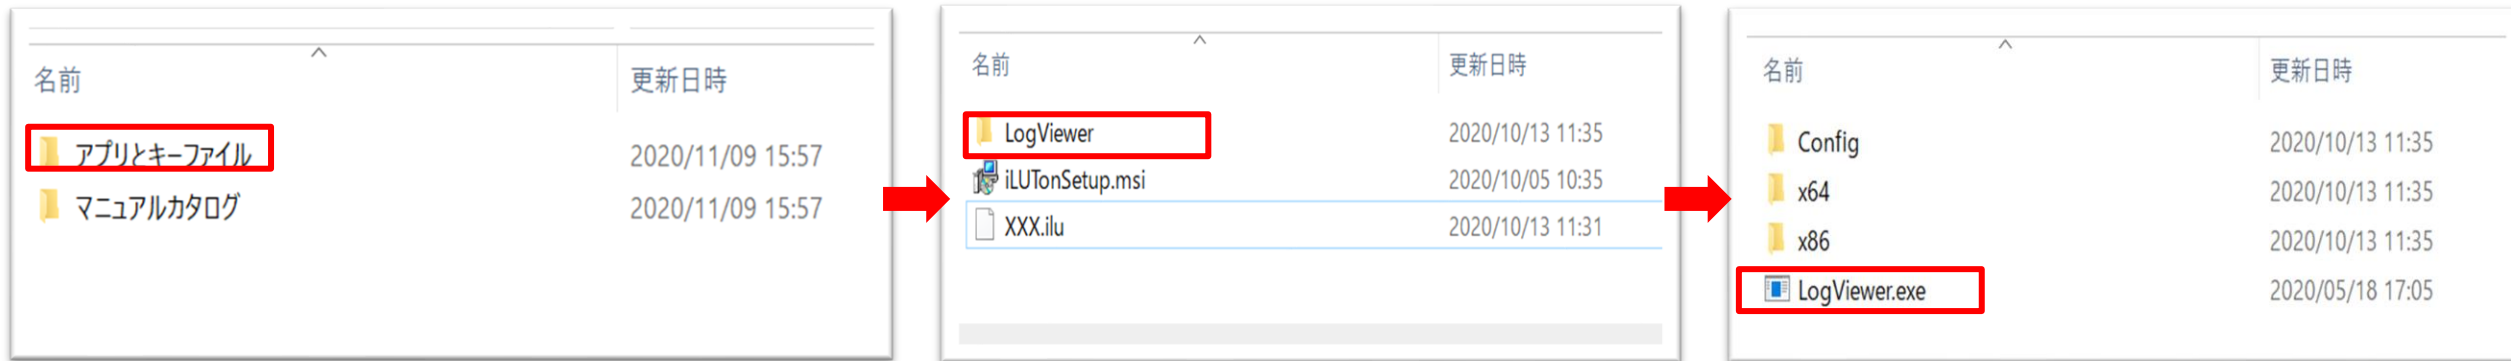 名前 更新日時
アプリとキーファイル 2020/11/09 15:57
マニュアルカタログ 2020/11/09 15:57
名前 更新日時
LogViewer 2020/10/13 11:35
iLUTonSetup.msi 2020/10/05 10:35
XXX.ilu 2020/10/13 11:31
名前 更新日時
Config 2020/10/13 11:35
x64 2020/10/13 11:35
x86 2020/10/13 11:35
LogViewer.exe 2020/05/18 17:05